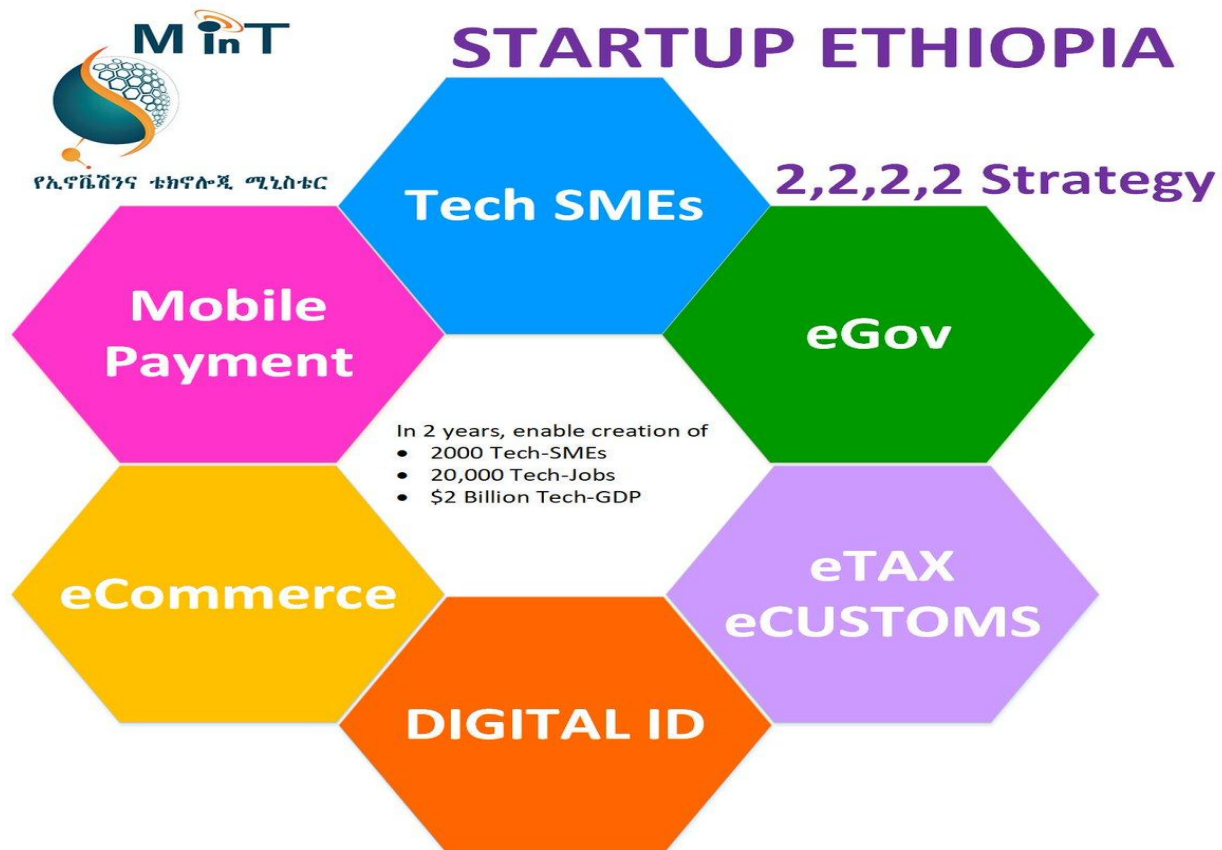 M in T
STARTUP ETHIOPIA
የኢኖቬሽንና ቴክኖሎጂ ሚኒስቴር
2,2,2,2 Strategy
Tech SMEs
Mobile
Payment
eGov
In 2 years, enable creation of
• 2000 Tech-SMEs
• 20,000 Tech-Jobs
• $2 Billion Tech-GDP
eCommerce
eTAX
eCUSTOMS
DIGITAL ID